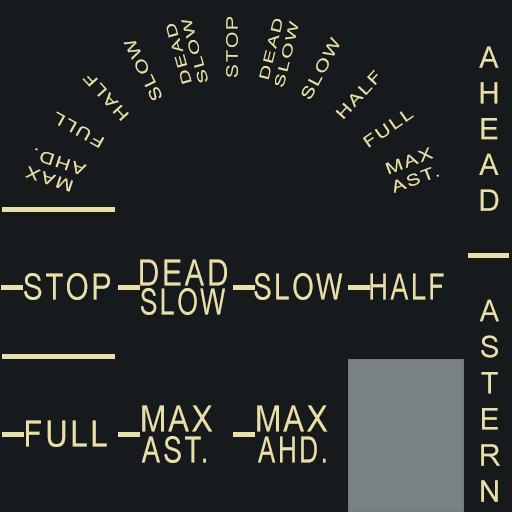 MAX
AHD.
FULL
HALF
SLOW
DEAD
SLOW
STOP
DEAD
SLOW
SLOW
HALF
FULL
MAX
AST.
AHEAD
STOP
DEAD
SLOW
SLOW
HALF
FULL
MAX
AST.
MAX
AHD.
ASTERN